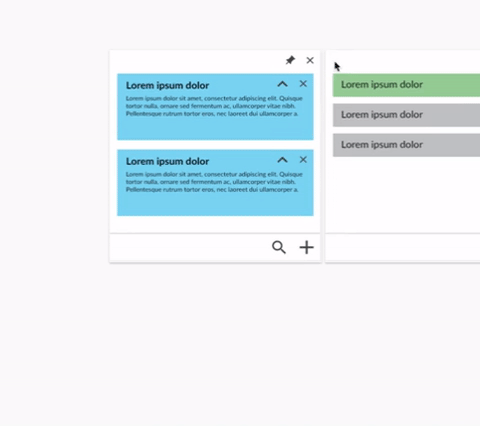 Lorem ipsum dolor
Lorem ipsum dolor sit amet, consectetur adipiscing elit. Quisque
tortor nulla, ornare sed fermentum ac, ullamcorper vitae nibh.
Pellentesque rutrum tortor eros, nec laoreet dui ullamcorper a.
Lorem ipsum dolor
Lorem ipsum dolor sit amet, consectetur adipiscing elit. Quisque
tortor nulla, ornare sed fermentum ac, ullamcorper vitae nibh.
Pellentesque rutrum tortor eros, nec laoreet dui ullamcorper a.
Lorem ipsum dolor
Lorem ipsum dolor
Lorem ipsum dolor